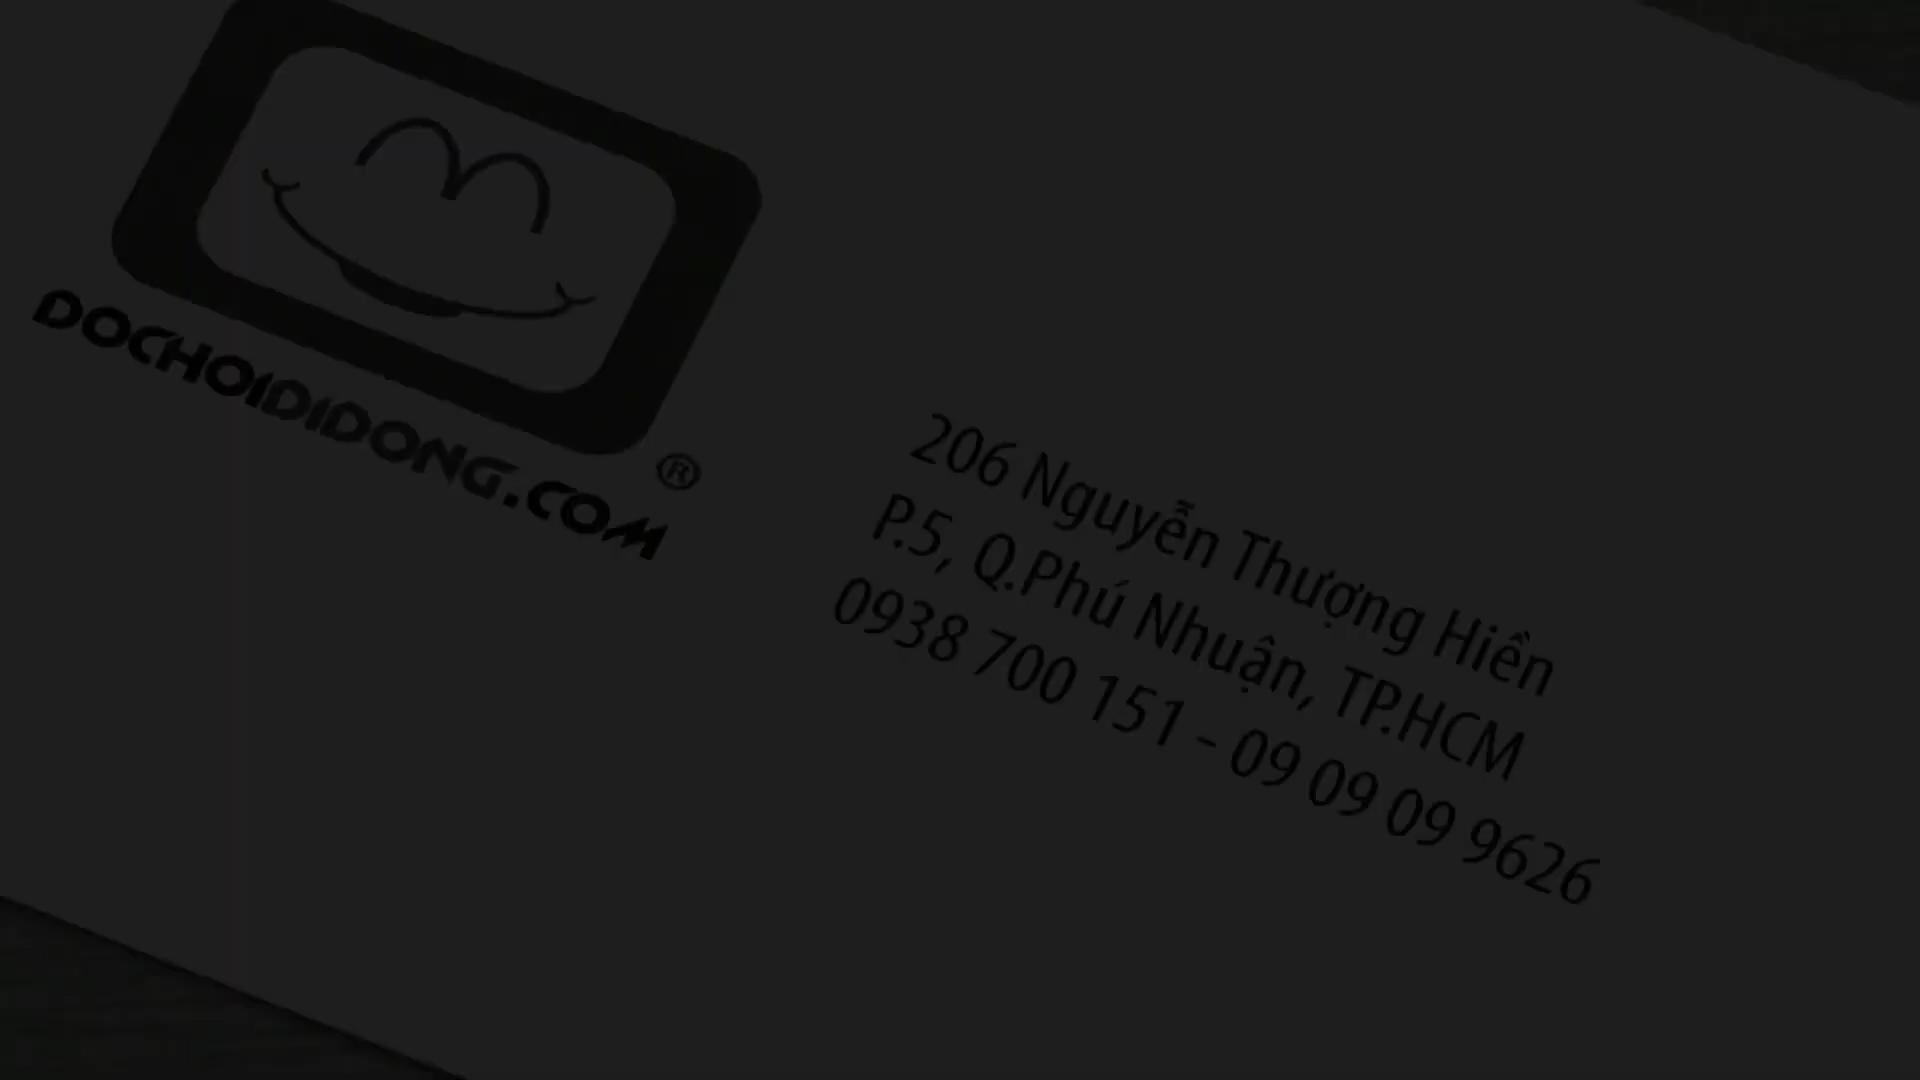 DOCHOIDIDONG.COM
®
206 Nguyễn Thượng Hiền
P.5, Q.Phú Nhuận, TP.HCM
0938 700 151 - 09 09 09 9626